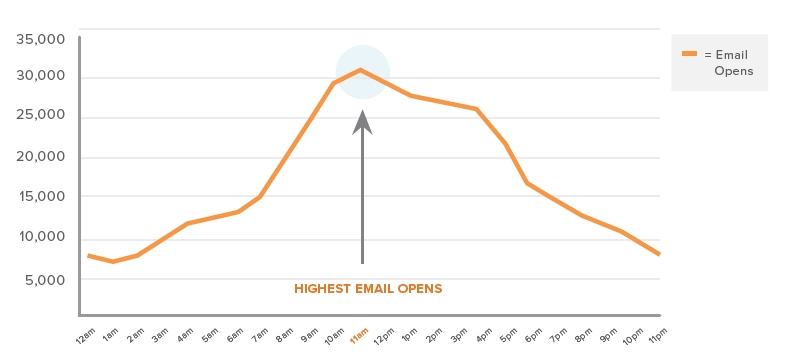 35,000
30,000
25,000
20,000
15,000
10,000
5,000
= Email
Opens
HIGHEST EMAIL OPENS
12am 1am 2am 3am 4am 5am 6am 7am 8am 9am 10am 11am 12pm 1pm 2pm 3pm 4pm 5pm 6pm 7pm 8pm 9pm 10pm 11pm